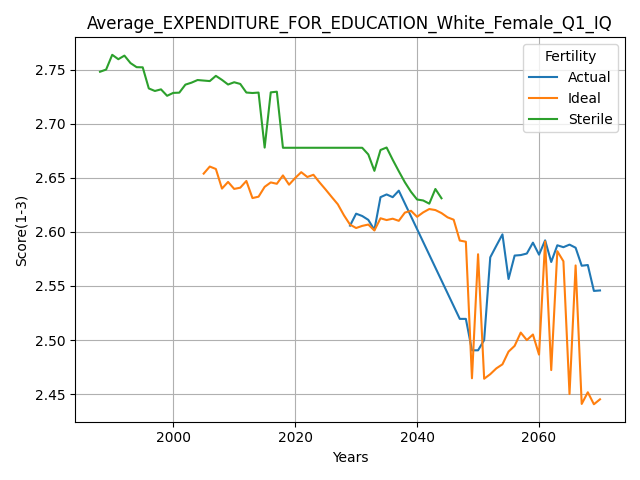 Average_EXPENDITURE_FOR_EDUCATION_White_Female_Q1_IQ
Fertility
Actual
Ideal
Sterile
Score(1-3)
2.75
2.70
2.65
2.60
2.55
2.50
2.45
2000 2020 2040 2060
Years